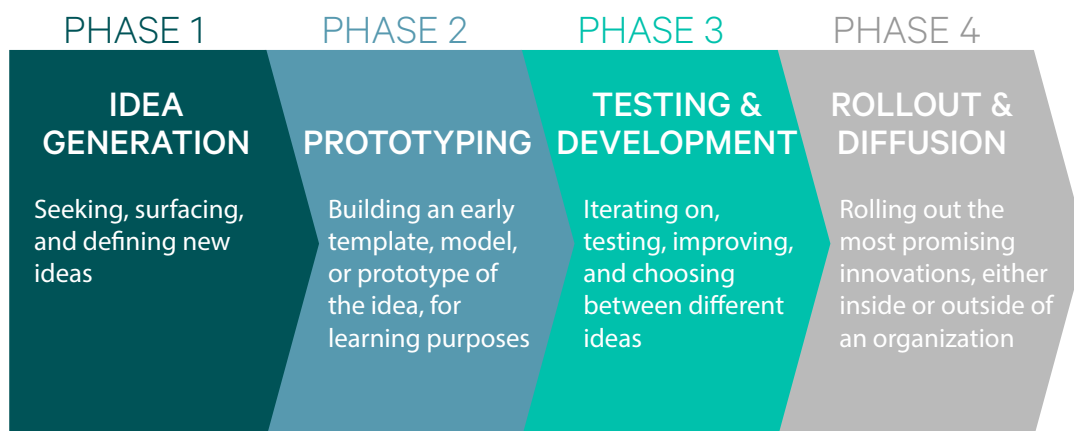 PHASE 1
IDEA
GENERATION
Seeking, surfacing,
and defining new
ideas
PHASE 2
PROTOTYPING
Building an early
template, model,
or prototype of
the idea, for
learning purposes
PHASE 3
TESTING &
DEVELOPMENT
Iterating on,
testing, improving,
and choosing
between different
ideas
PHASE 4
ROLLOUT &
DIFFUSION
Rolling out the
most promising
innovations, either
inside or outside of
an organization